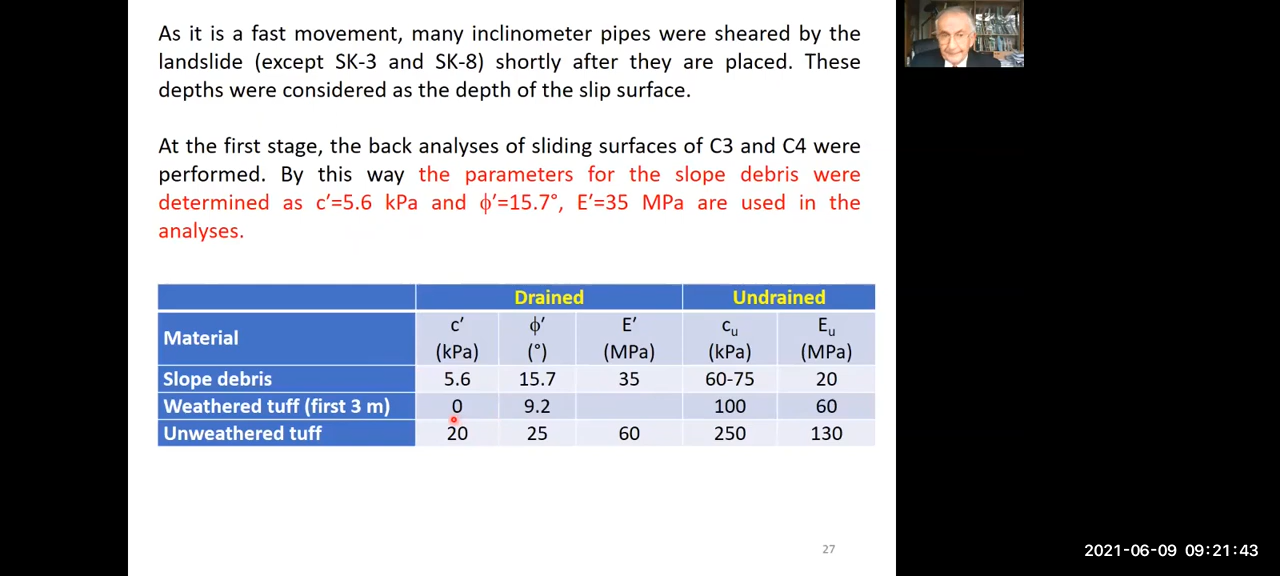 As it is a fast movement, many inclinometer pipes were sheared by the
landslide (except SK-3 and SK-8) shortly after they are placed. These
depths were considered as the depth of the slip surface.
At the first stage, the back analyses of sliding surfaces of C3 and C4 were
performed. By this way the parameters for the slope debris were
determined as c′=5.6 kPa and ϕ′=15.7°, E′=35 MPa are used in the
analyses.
Drained Undrained
Material c′ (kPa) ϕ′ (°) E′ (MPa) cu (kPa) Eu (MPa)
Slope debris 5.6 15.7 35 60-75 20
Weathered tuff (first 3 m) 0 9.2 100 60
Unweathered tuff 20 25 60 250 130
27
2021-06-09 09:21:43